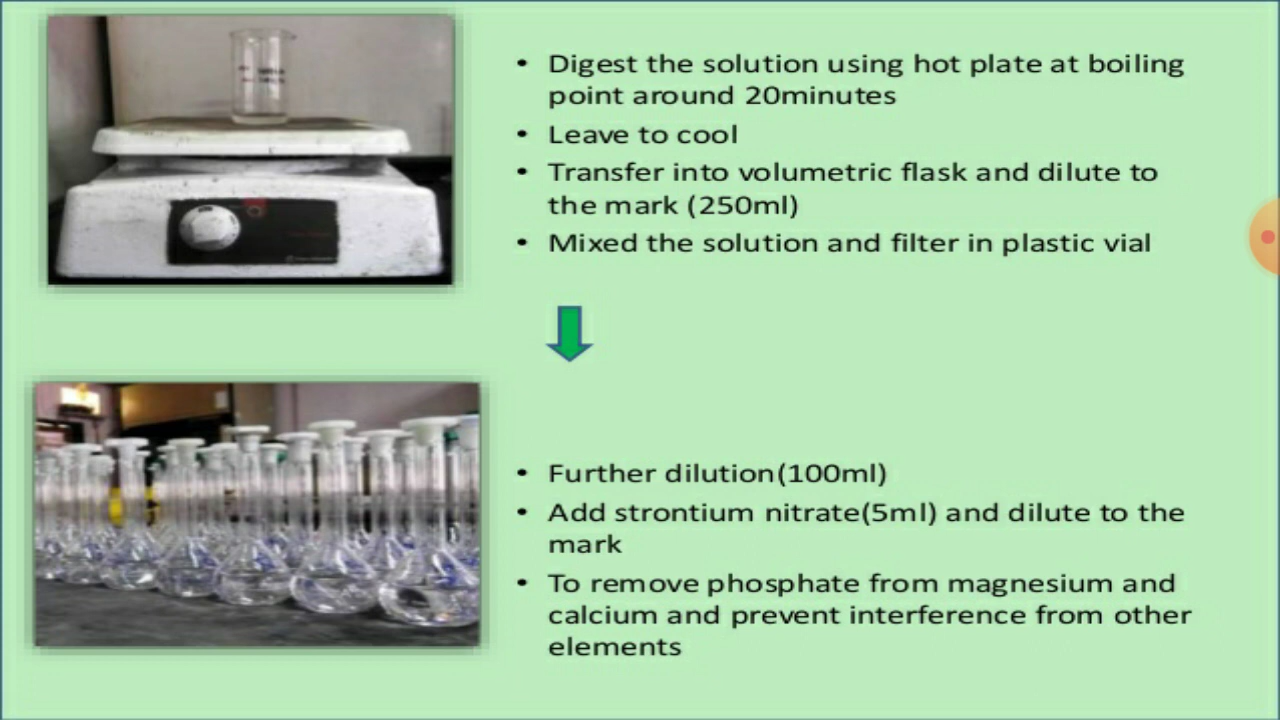 • Digest the solution using hot plate at boiling
point around 20minutes
• Leave to cool
• Transfer into volumetric flask and dilute to
the mark (250ml)
• Mixed the solution and filter in plastic vial
• Further dilution(100ml)
• Add strontium nitrate(5ml) and dilute to the
mark
• To remove phosphate from magnesium and
calcium and prevent interference from other
elements